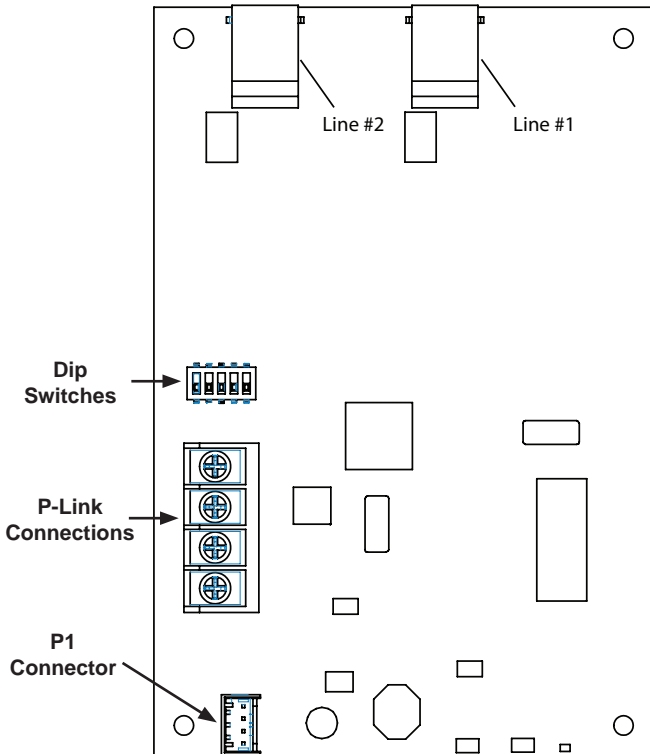 Line #2
Line #1
Dip
Switches
P-Link
Connections
P1
Connector